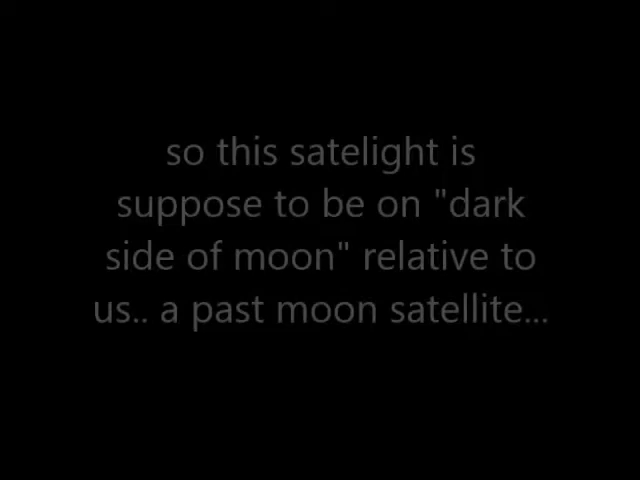 so this satelight is
suppose to be on "dark
side of moon" relative to
us.. a past moon satellite...